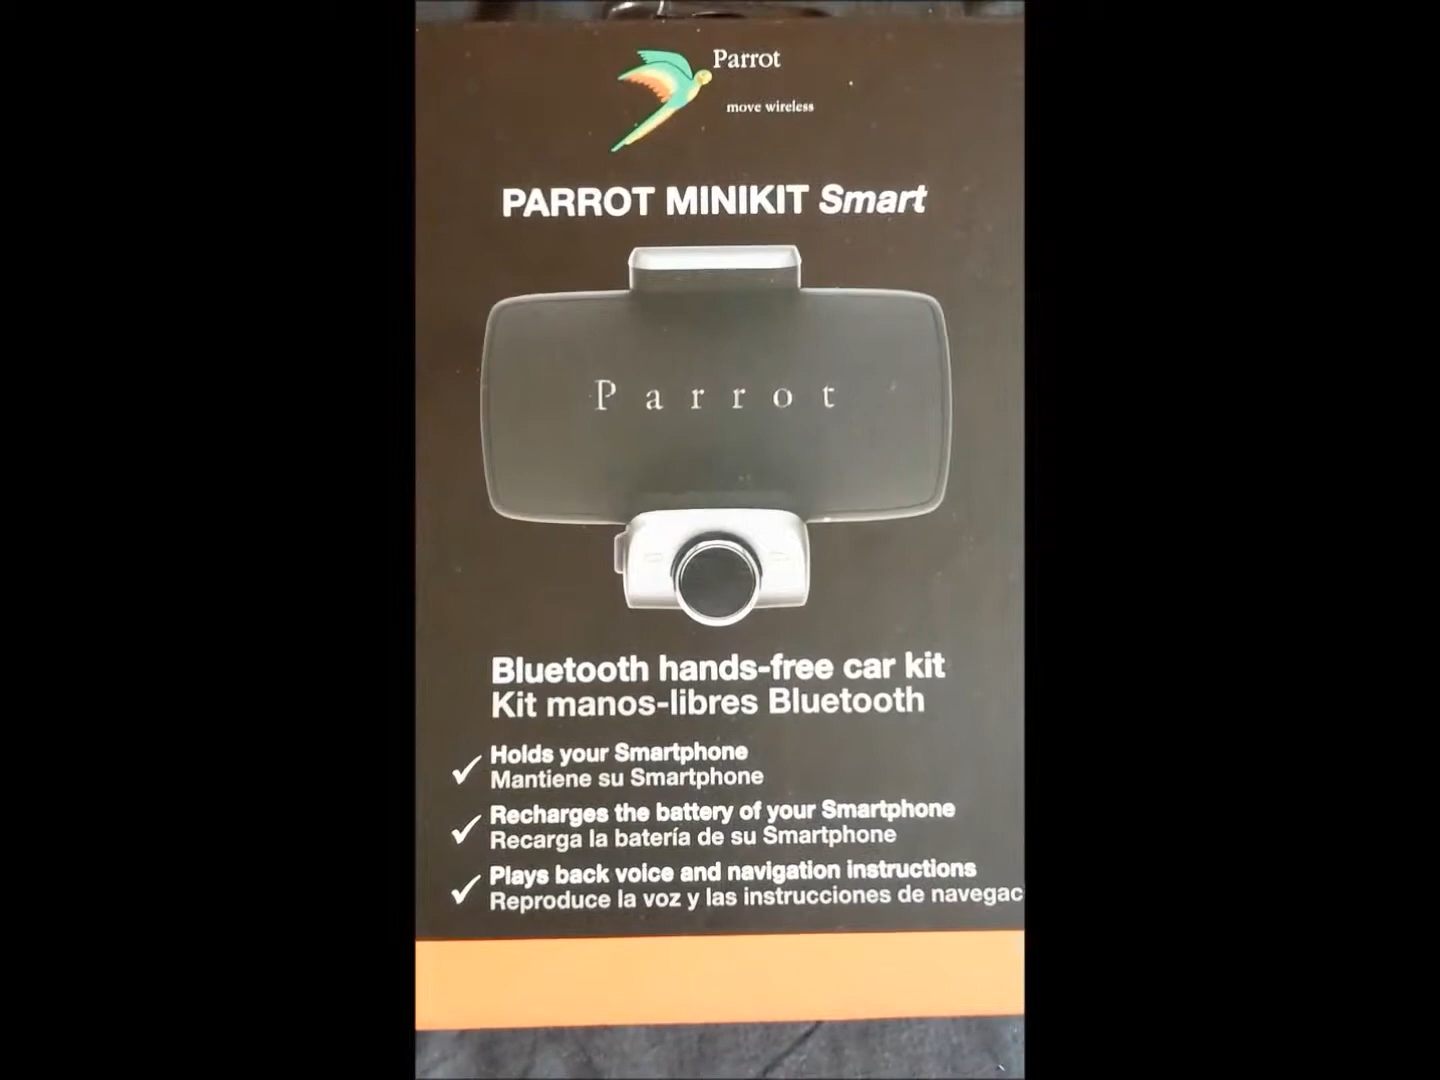 Parrot
move wireless
PARROT MINIKIT Smart
Parrot
Bluetooth hands-free car kit
Kit manos-libres Bluetooth
Holds your Smartphone
Mantiene su Smartphone
Recharges the battery of your Smartphone
Recarga la batería de su Smartphone
Plays back voice and navigation instructions
Reproduce la voz y las instrucciones de navegac